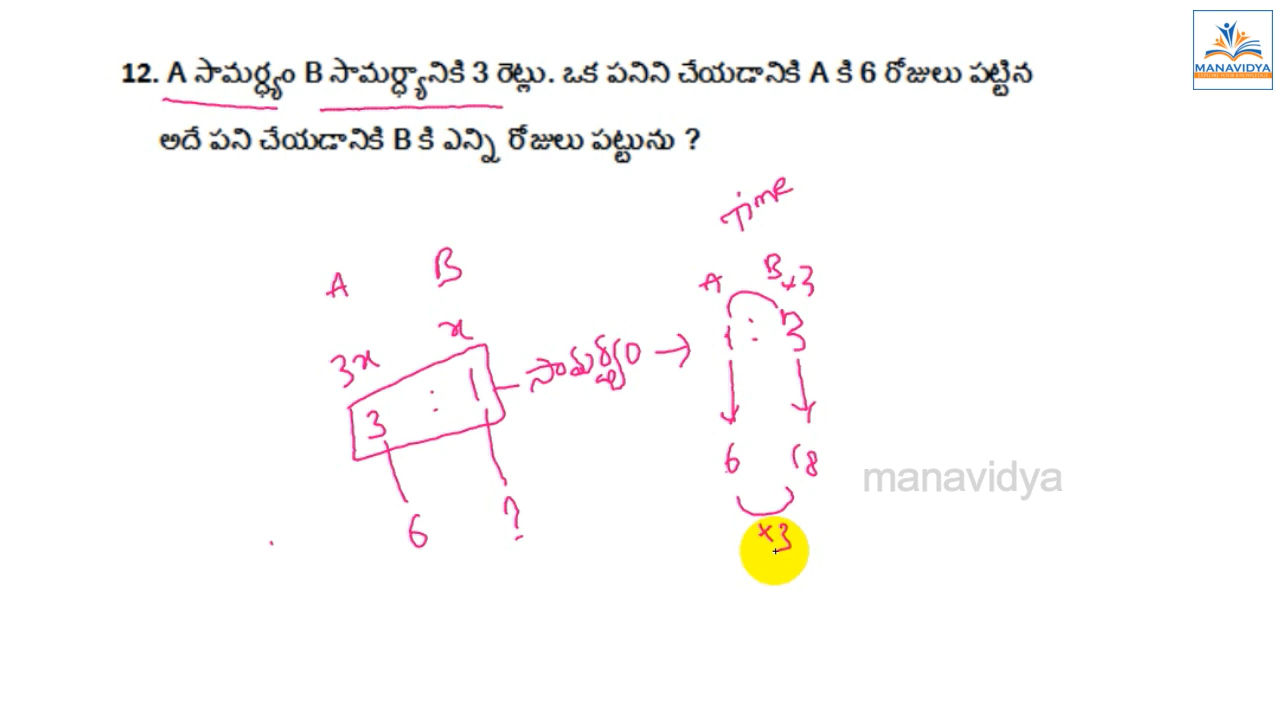 MANAVIDYA
12. A సామర్థ్యం B సామర్థ్యానికి 3 రెట్లు. ఒక పనిని చేయడానికి A కి 6 రోజులు పట్టిన
అదే పని చేయడానికి B కి ఎన్ని రోజులు పట్టును ?
Time
A B
A B ×3
3x x
3 : 1 సామర్థ్యం → 1 : 3
6 18
6 ?
×3
manavidya